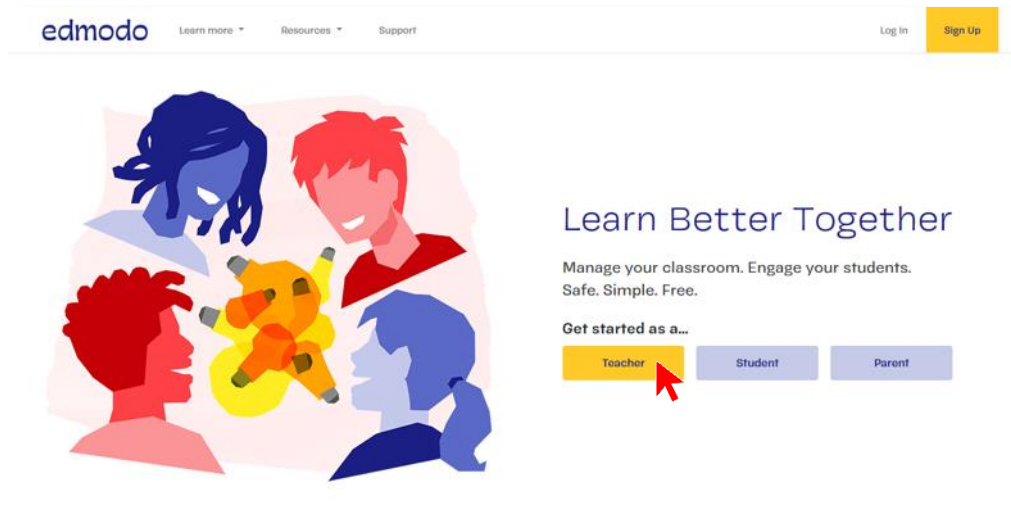 edmodo
Learn more
Resources
Support
Log In
Sign Up
Learn Better Together
Manage your classroom. Engage your students.
Safe. Simple. Free.
Get started as a...
Teacher
Student
Parent